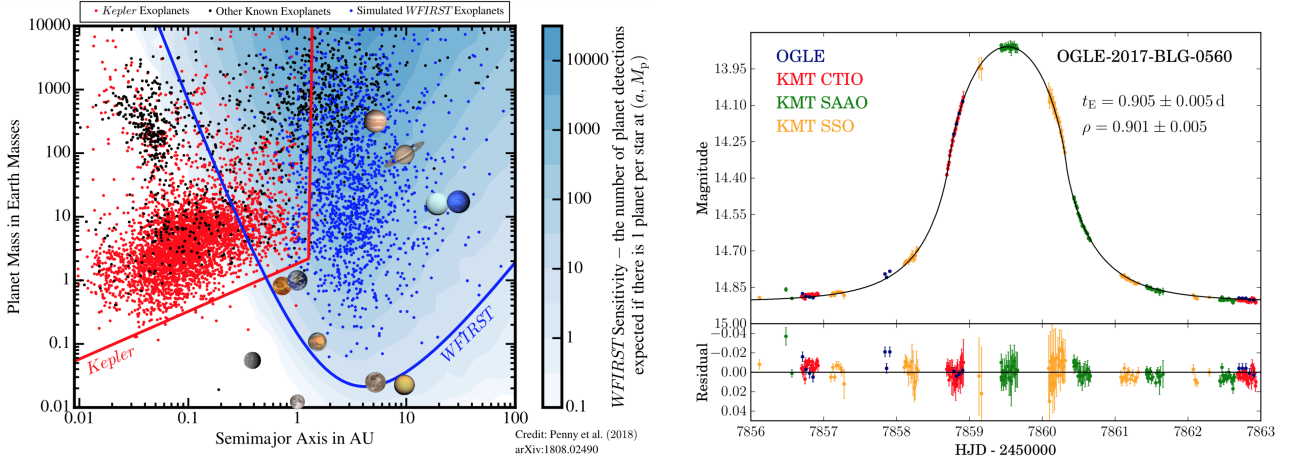 Kepler Exoplanets
Other Known Exoplanets
Simulated WFIRST Exoplanets
10000
1000
100
10
1
0.1
0.01
Planet Mass in Earth Masses
Kepler
WFIRST
0.01
0.1
1
10
100
Semimajor Axis in AU
10000
1000
100
10
1
0.1
WFIRST Sensitivity − the number of planet detections
expected if there is 1 planet per star at (a, Mp)
Credit: Penny et al. (2018)
arXiv:1808.02490
OGLE
KMT CTIO
KMT SAAO
KMT SSO
OGLE-2017-BLG-0560
tE = 0.905 ± 0.005 d
ρ = 0.901 ± 0.005
13.95
14.10
14.25
14.40
14.55
14.70
14.85
15.00
Magnitude
−0.04
−0.02
0.00
0.02
0.04
Residual
7856
7857
7858
7859
7860
7861
7862
7863
HJD - 2450000